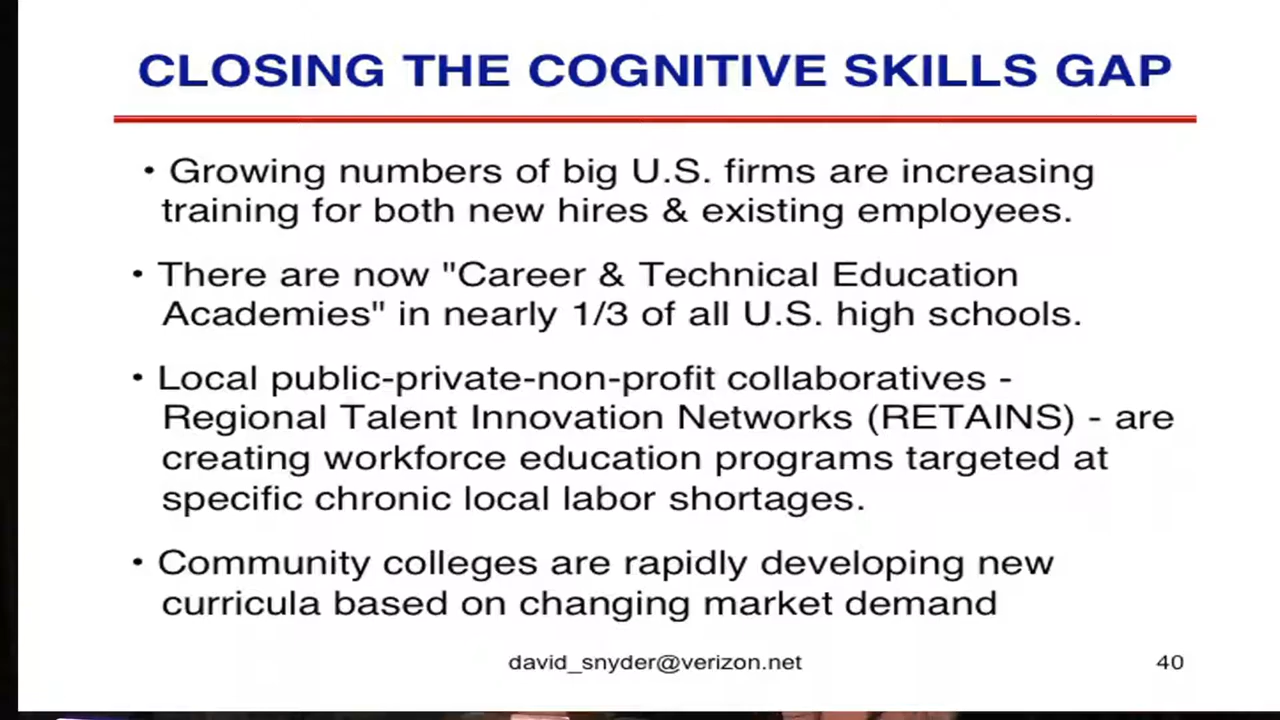 CLOSING THE COGNITIVE SKILLS GAP
• Growing numbers of big U.S. firms are increasing
training for both new hires & existing employees.
• There are now "Career & Technical Education
Academies" in nearly 1/3 of all U.S. high schools.
• Local public-private-non-profit collaboratives -
Regional Talent Innovation Networks (RETAINS) - are
creating workforce education programs targeted at
specific chronic local labor shortages.
• Community colleges are rapidly developing new
curricula based on changing market demand
david_snyder@verizon.net
40